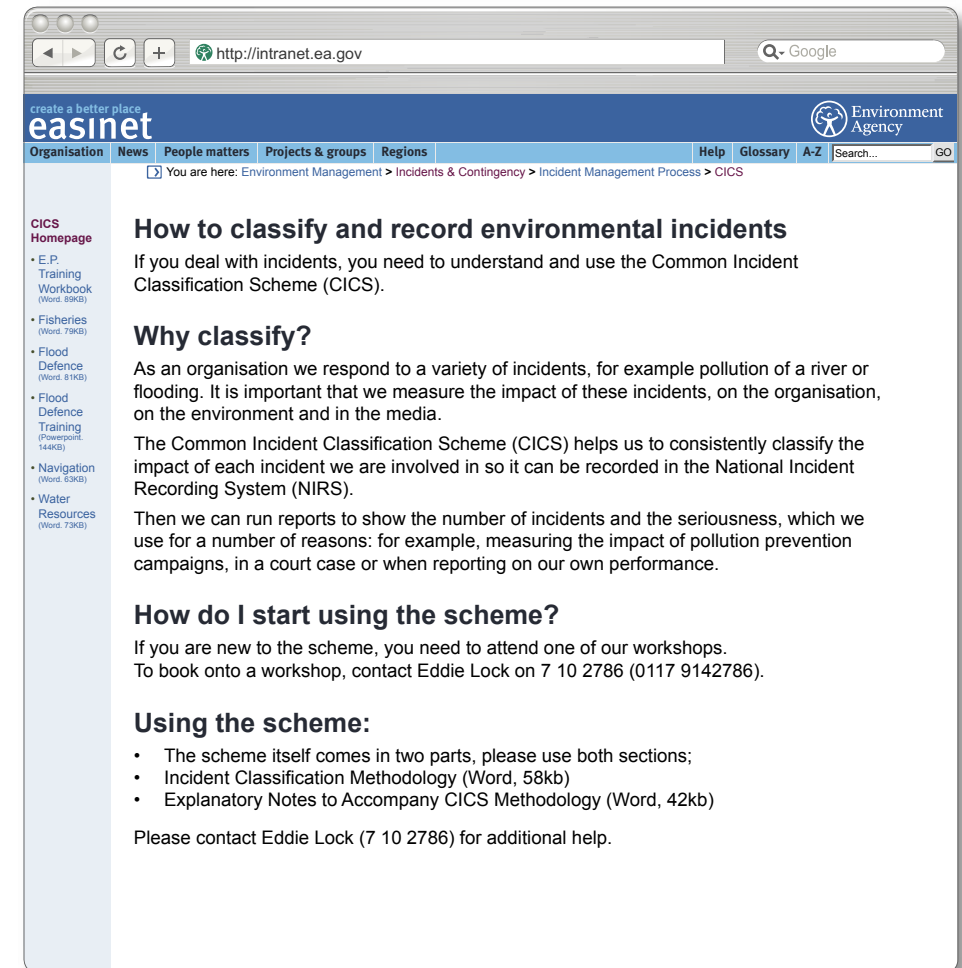 http://intranet.ea.gov
Google
create a better place
easinet
Environment
Agency
Organisation News People matters Projects & groups Regions Help Glossary A-Z Search... GO
You are here: Environment Management > Incidents & Contingency > Incident Management Process > CICS
CICS
Homepage
• E.P.
Training
Workbook
(Word. 89KB)
• Fisheries
(Word. 79KB)
• Flood
Defence
(Word. 81KB)
• Flood
Defence
Training
(Powerpoint.
144KB)
• Navigation
(Word. 63KB)
• Water
Resources
(Word. 73KB)
How to classify and record environmental incidents
If you deal with incidents, you need to understand and use the Common Incident
Classification Scheme (CICS).
Why classify?
As an organisation we respond to a variety of incidents, for example pollution of a river or
flooding. It is important that we measure the impact of these incidents, on the organisation,
on the environment and in the media.
The Common Incident Classification Scheme (CICS) helps us to consistently classify the
impact of each incident we are involved in so it can be recorded in the National Incident
Recording System (NIRS).
Then we can run reports to show the number of incidents and the seriousness, which we
use for a number of reasons: for example, measuring the impact of pollution prevention
campaigns, in a court case or when reporting on our own performance.
How do I start using the scheme?
If you are new to the scheme, you need to attend one of our workshops.
To book onto a workshop, contact Eddie Lock on 7 10 2786 (0117 9142786).
Using the scheme:
• The scheme itself comes in two parts, please use both sections;
• Incident Classification Methodology (Word, 58kb)
• Explanatory Notes to Accompany CICS Methodology (Word, 42kb)
Please contact Eddie Lock (7 10 2786) for additional help.